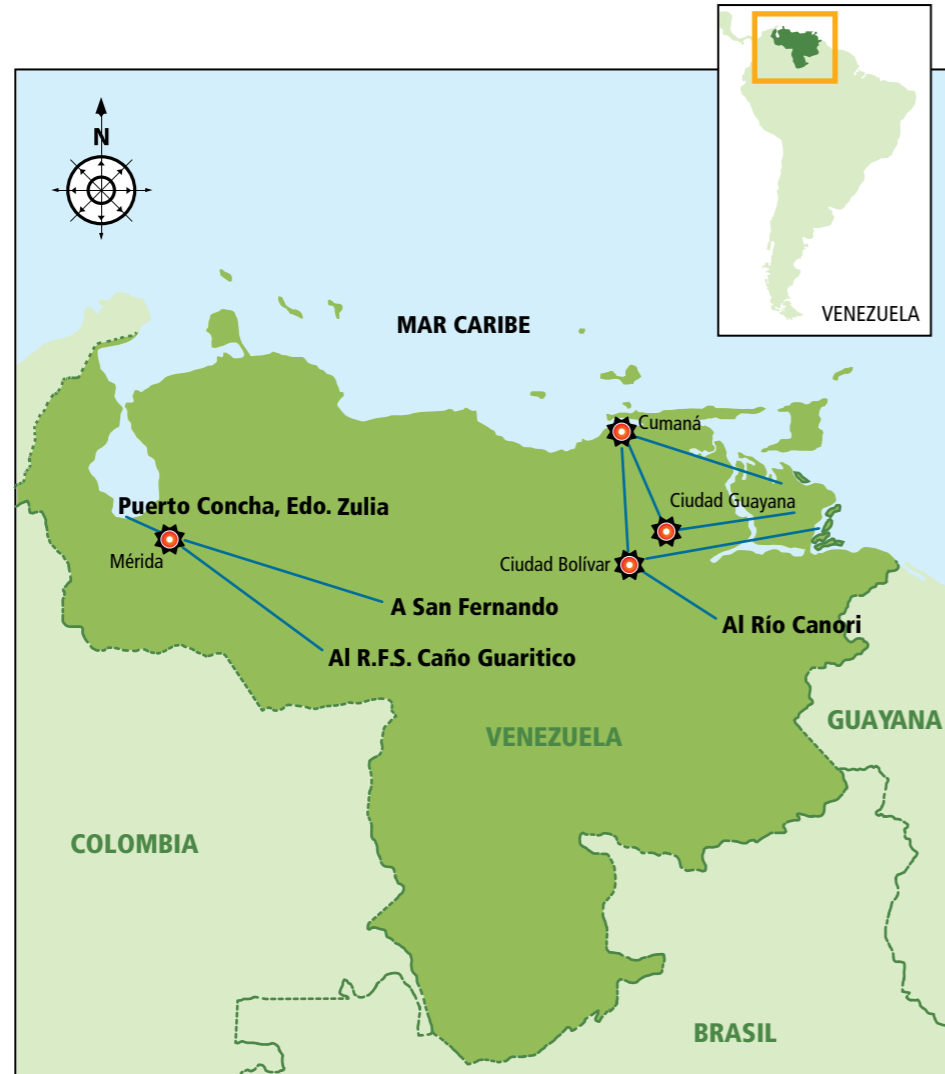 VENEZUELA
N
MAR CARIBE
Cumaná
Puerto Concha, Edo. Zulia
Ciudad Guayana
Mérida
Ciudad Bolívar
A San Fernando
Al Río Canori
Al R.F.S. Caño Guaritico
GUAYANA
VENEZUELA
COLOMBIA
BRASIL